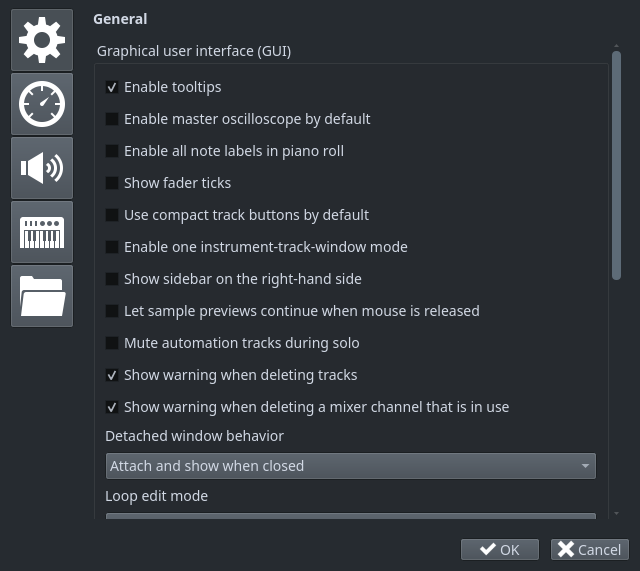 General
Graphical user interface (GUI)
Enable tooltips
Enable master oscilloscope by default
Enable all note labels in piano roll
Show fader ticks
Use compact track buttons by default
Enable one instrument-track-window mode
Show sidebar on the right-hand side
Let sample previews continue when mouse is released
Mute automation tracks during solo
Show warning when deleting tracks
Show warning when deleting a mixer channel that is in use
Detached window behavior
Attach and show when closed
Loop edit mode
OK Cancel